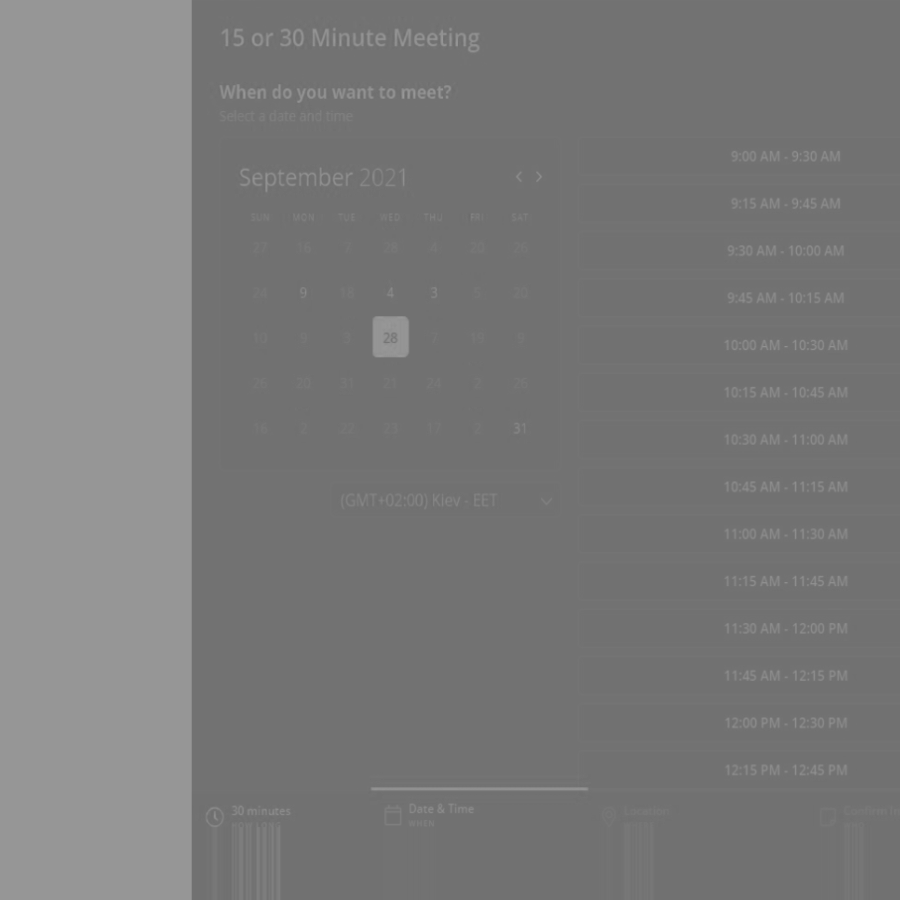 15 or 30 Minute Meeting
When do you want to meet?
Select a date and time
September 2021
SUN MON TUE WED THU FRI SAT
9 4 3
28
31
(GMT+02:00) Kiev - EET
9:00 AM - 9:30 AM
9:15 AM - 9:45 AM
9:30 AM - 10:00 AM
9:45 AM - 10:15 AM
10:00 AM - 10:30 AM
10:15 AM - 10:45 AM
10:30 AM - 11:00 AM
10:45 AM - 11:15 AM
11:00 AM - 11:30 AM
11:15 AM - 11:45 AM
11:30 AM - 12:00 PM
11:45 AM - 12:15 PM
12:00 PM - 12:30 PM
12:15 PM - 12:45 PM
30 minutes
HOW LONG
Date & Time
WHEN
Location
Confirm